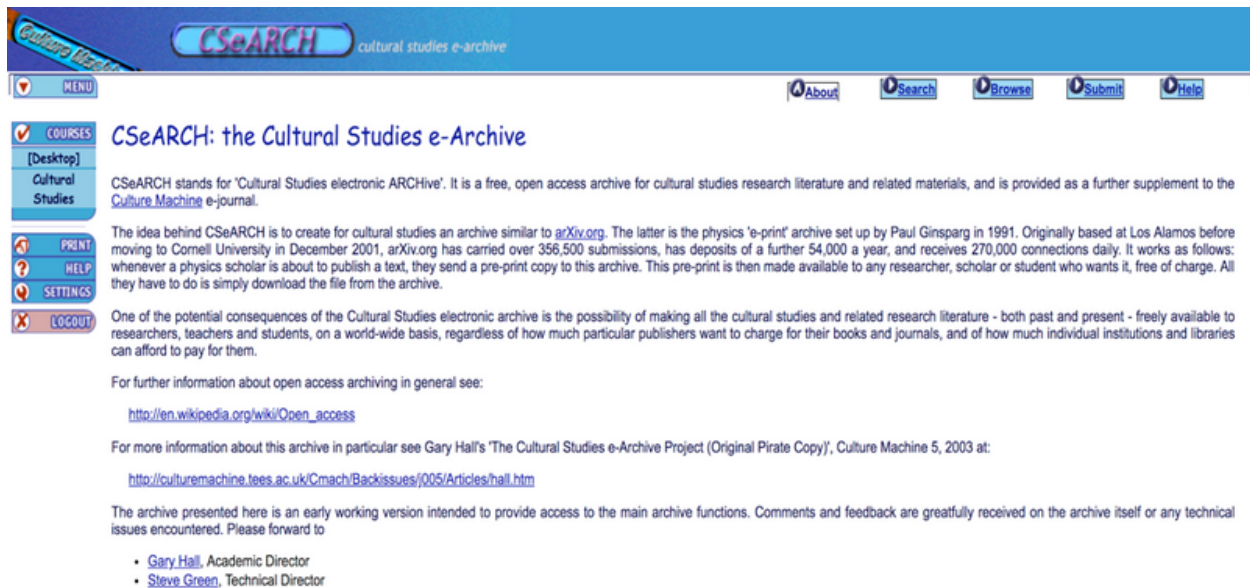 Culture Mach
CSeARCH cultural studies e-archive
MENU
About Search Browse Submit Help
COURSES
[Desktop]
Cultural
Studies
PRINT
HELP
SETTINGS
LOGOUT
CSeARCH: the Cultural Studies e-Archive
CSeARCH stands for 'Cultural Studies electronic ARCHive'. It is a free, open access archive for cultural studies research literature and related materials, and is provided as a further supplement to the
Culture Machine e-journal.
The idea behind CSeARCH is to create for cultural studies an archive similar to arXiv.org. The latter is the physics 'e-print' archive set up by Paul Ginsparg in 1991. Originally based at Los Alamos before
moving to Cornell University in December 2001, arXiv.org has carried over 356,500 submissions, has deposits of a further 54,000 a year, and receives 270,000 connections daily. It works as follows:
whenever a physics scholar is about to publish a text, they send a pre-print copy to this archive. This pre-print is then made available to any researcher, scholar or student who wants it, free of charge. All
they have to do is simply download the file from the archive.
One of the potential consequences of the Cultural Studies electronic archive is the possibility of making all the cultural studies and related research literature - both past and present - freely available to
researchers, teachers and students, on a world-wide basis, regardless of how much particular publishers want to charge for their books and journals, and of how much individual institutions and libraries
can afford to pay for them.
For further information about open access archiving in general see:
http://en.wikipedia.org/wiki/Open_access
For more information about this archive in particular see Gary Hall's 'The Cultural Studies e-Archive Project (Original Pirate Copy)', Culture Machine 5, 2003 at:
http://culturemachine.tees.ac.uk/Cmach/Backissues/j005/Articles/hall.htm
The archive presented here is an early working version intended to provide access to the main archive functions. Comments and feedback are greatfully received on the archive itself or any technical
issues encountered. Please forward to
• Gary Hall, Academic Director
• Steve Green, Technical Director